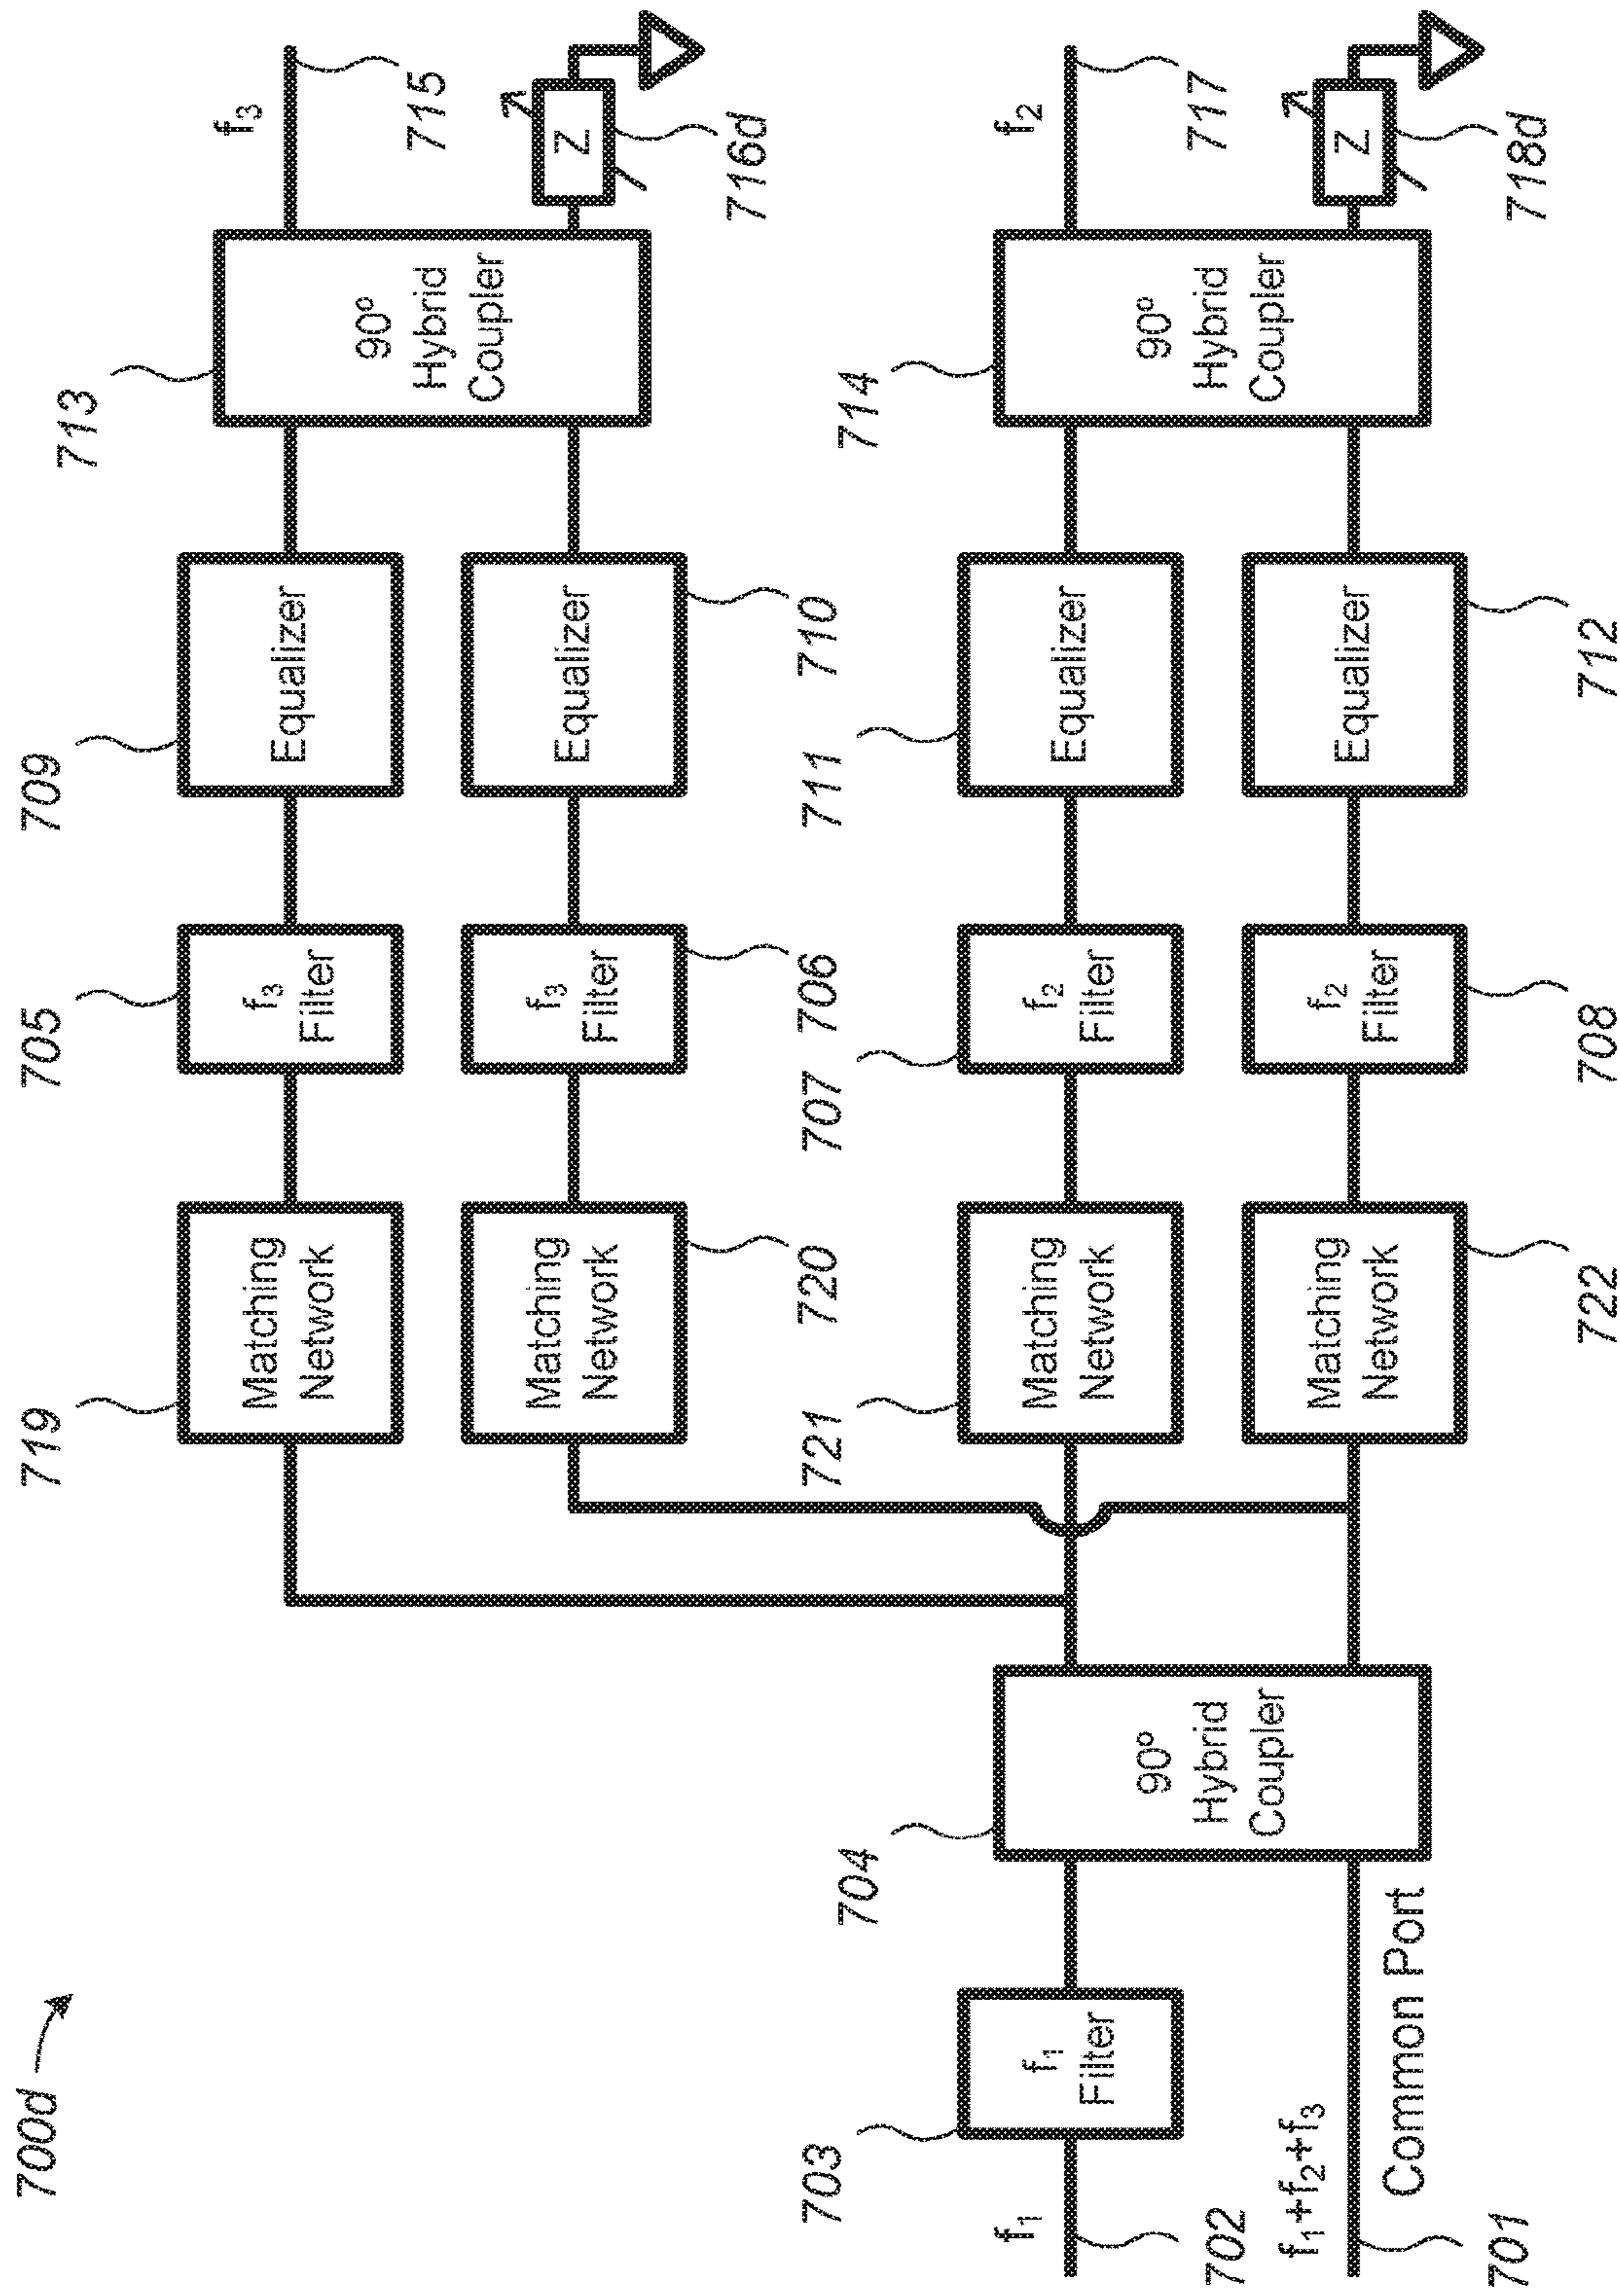 700d
719
705
709
713
f3
Matching
Network
f3
Filter
Equalizer
90º
Hybrid
Coupler
715
Z
716d
Matching
Network
f3
Filter
Equalizer
720
706
710
721
707
711
714
704
703
f2
f1
f1
Filter
90º
Hybrid
Coupler
Matching
Network
f2
Filter
Equalizer
90º
Hybrid
Coupler
717
702
f1+f2+f3
Common Port
Matching
Network
f2
Filter
Equalizer
Z
718d
701
722
708
712